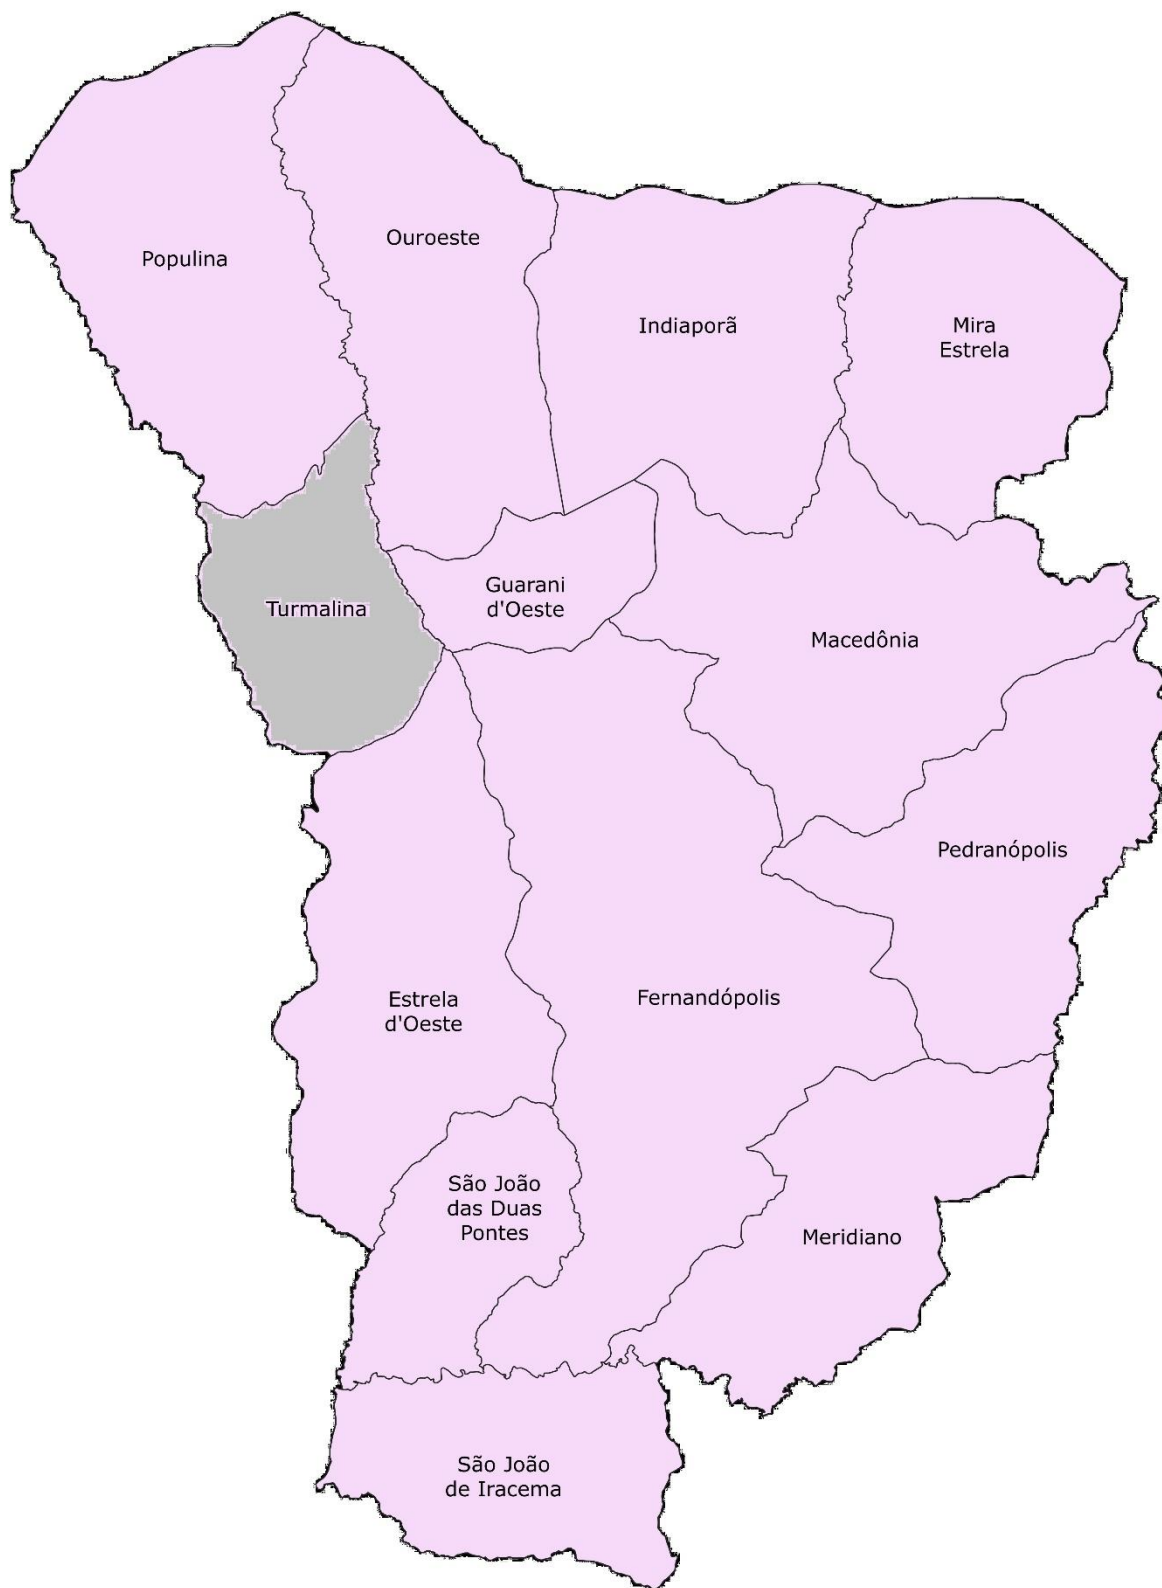 Populina
Ouroeste
Indiaporã
Mira
Estrela
Turmalina
Guarani
d'Oeste
Macedônia
Pedranópolis
Estrela
d'Oeste
Fernandópolis
São João
das Duas
Pontes
Meridiano
São João
de Iracema